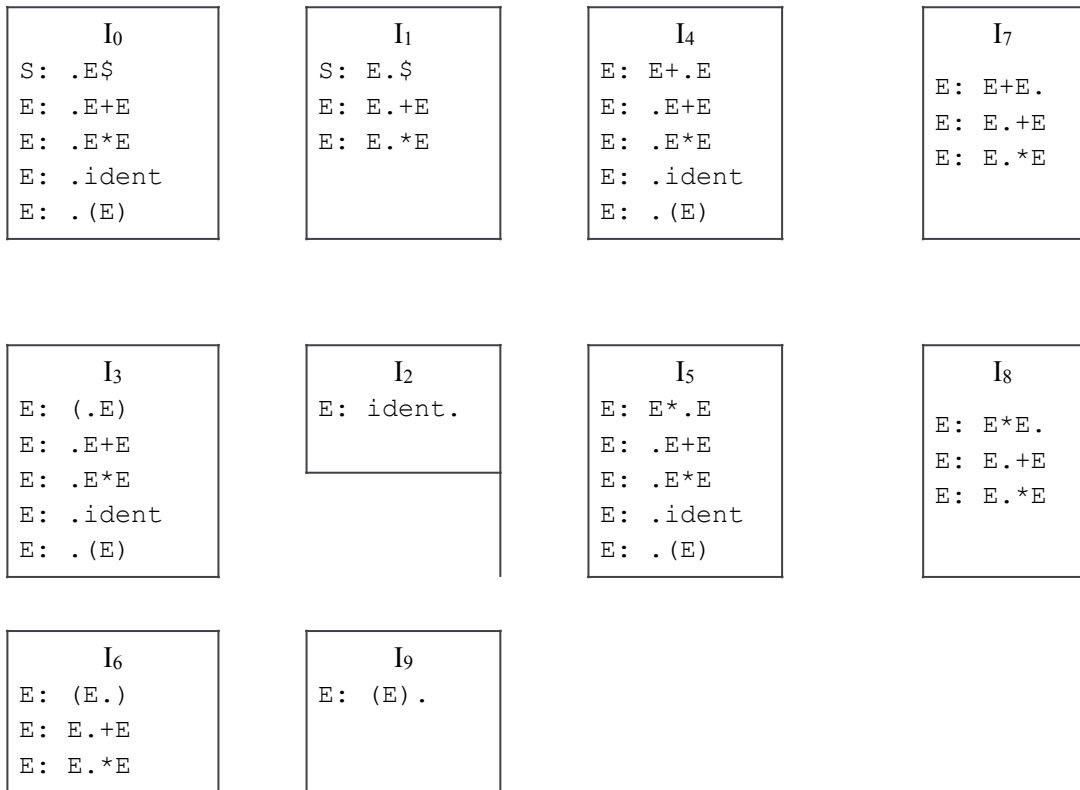 I₀
S: .E$
E: .E+E
E: .E*E
E: .ident
E: .(E)
I₁
S: E.$
E: E.+E
E: E.*E
I₄
E: E+.E
E: .E+E
E: .E*E
E: .ident
E: .(E)
I₇
E: E+E.
E: E.+E
E: E.*E
I₃
E: (.E)
E: .E+E
E: .E*E
E: .ident
E: .(E)
I₂
E: ident.
I₅
E: E*.E
E: .E+E
E: .E*E
E: .ident
E: .(E)
I₈
E: E*E.
E: E.+E
E: E.*E
I₆
E: (E.)
E: E.+E
E: E.*E
I₉
E: (E).